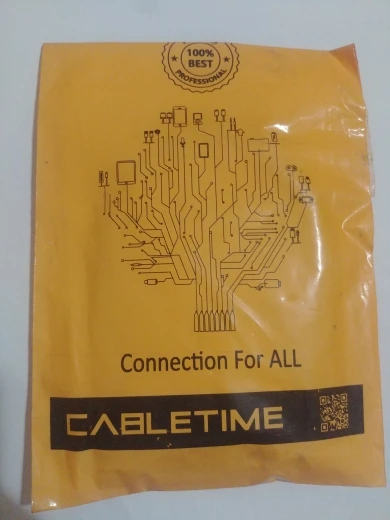 100%
BEST
PROFESSIONAL
Connection For ALL
CABLETIME